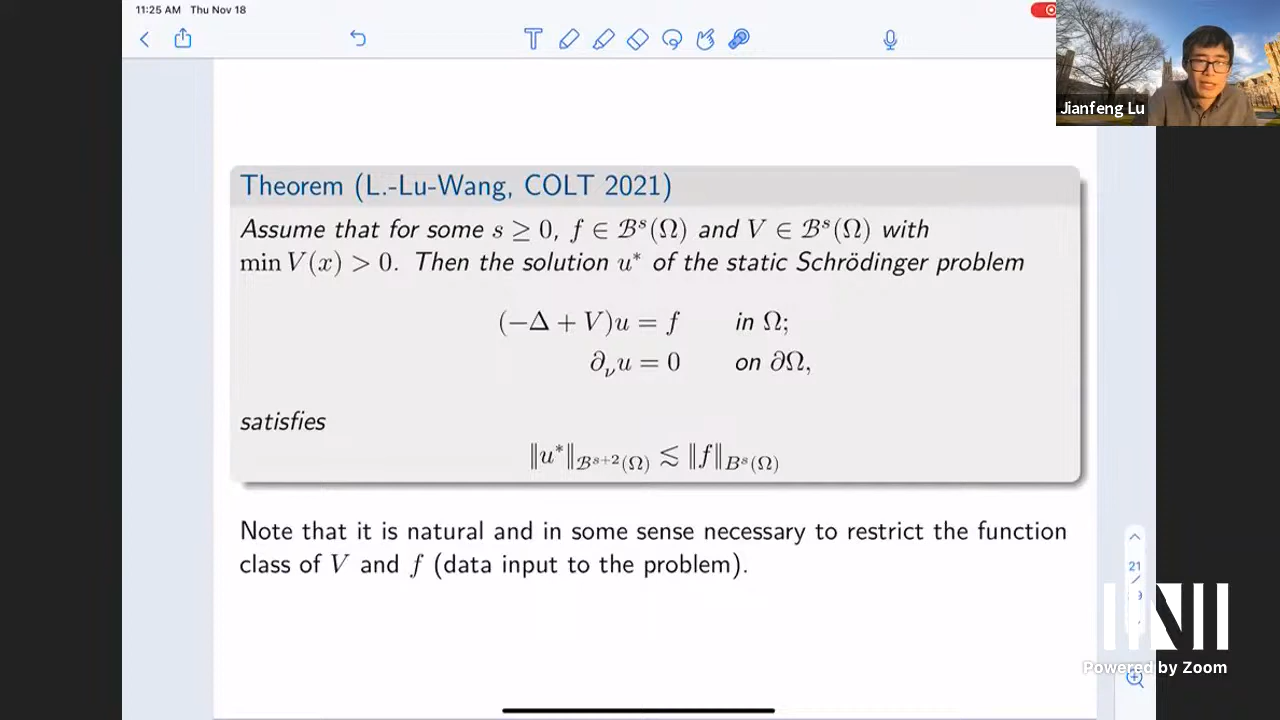 11:25 AM Thu Nov 18
Jianfeng Lu
Theorem (L.-Lu-Wang, COLT 2021)
Assume that for some s ≥ 0, f ∈ ℬˢ(Ω) and V ∈ ℬˢ(Ω) with
min V(x) > 0. Then the solution u* of the static Schrödinger problem
(−Δ + V)u = f in Ω;
∂_ν u = 0 on ∂Ω,
satisfies
‖u*‖_{ℬ^{s+2}(Ω)} ≲ ‖f‖_{B^s(Ω)}
Note that it is natural and in some sense necessary to restrict the function
class of V and f (data input to the problem).
21
Powered by Zoom